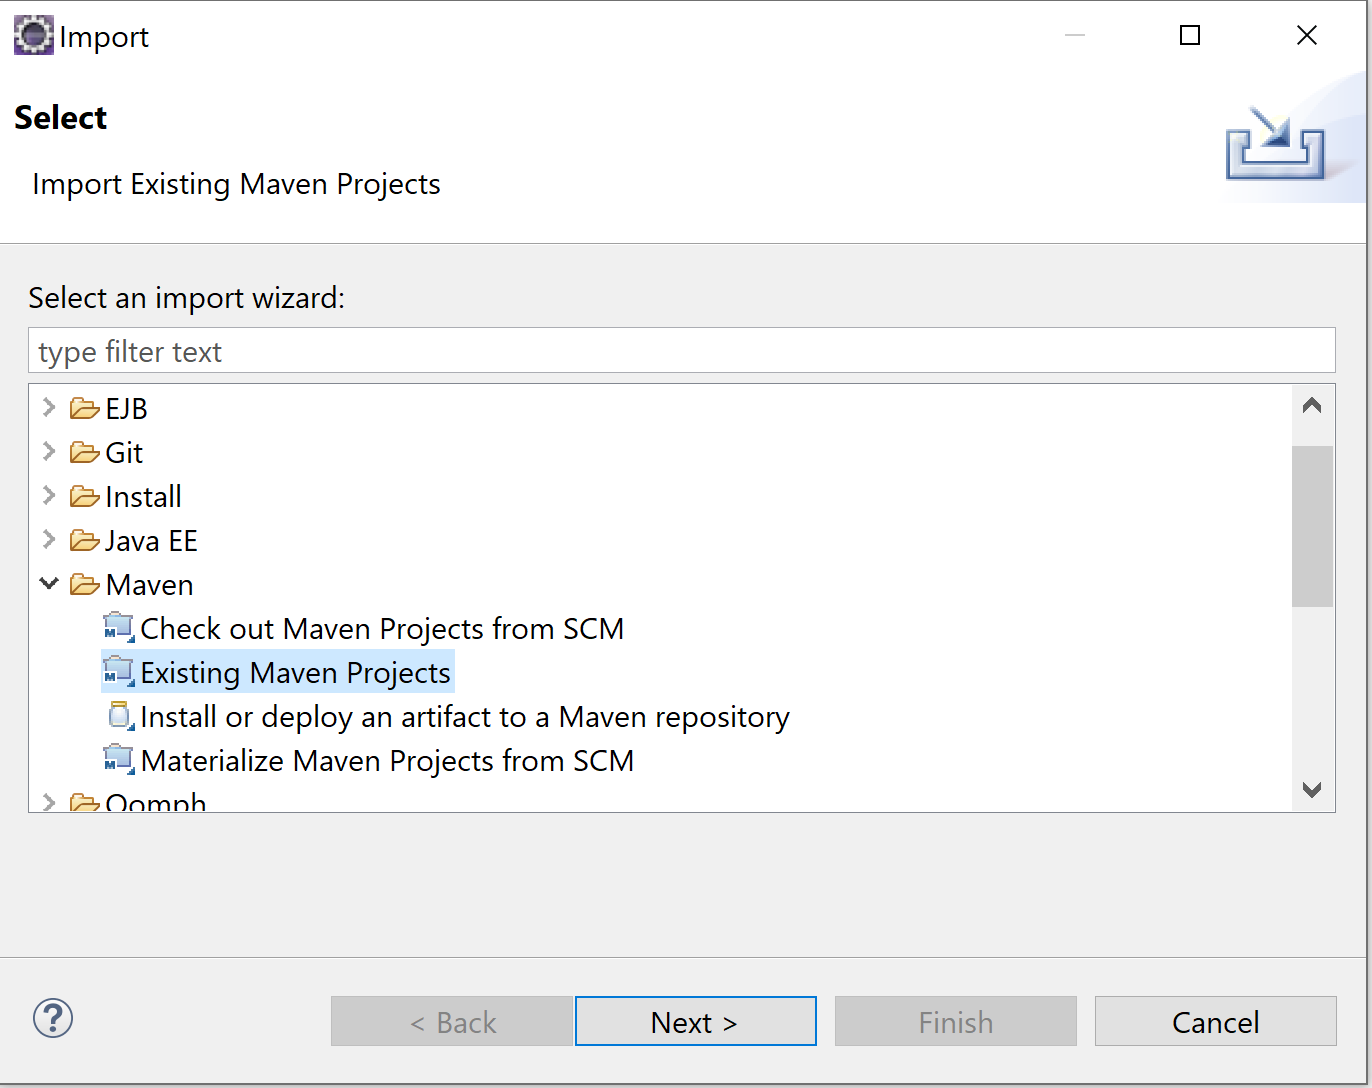 Import
Select
Import Existing Maven Projects
Select an import wizard:
type filter text
EJB
Git
Install
Java EE
Maven
Check out Maven Projects from SCM
Existing Maven Projects
Install or deploy an artifact to a Maven repository
Materialize Maven Projects from SCM
Oomph
? < Back Next > Finish Cancel